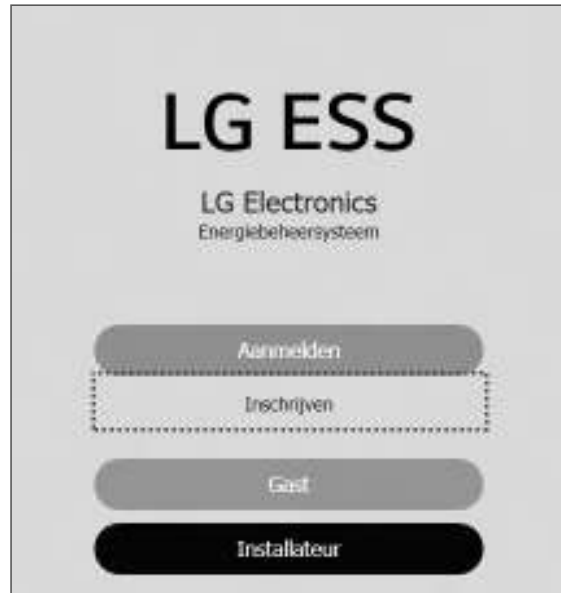 LG ESS
LG Electronics
Energiebeheersysteem
Aanmelden
Inschrijven
Gast
Installateur